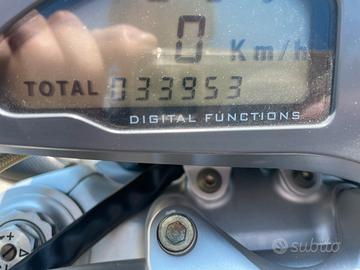 0 Km/h
TOTAL 033953
DIGITAL FUNCTIONS
subito